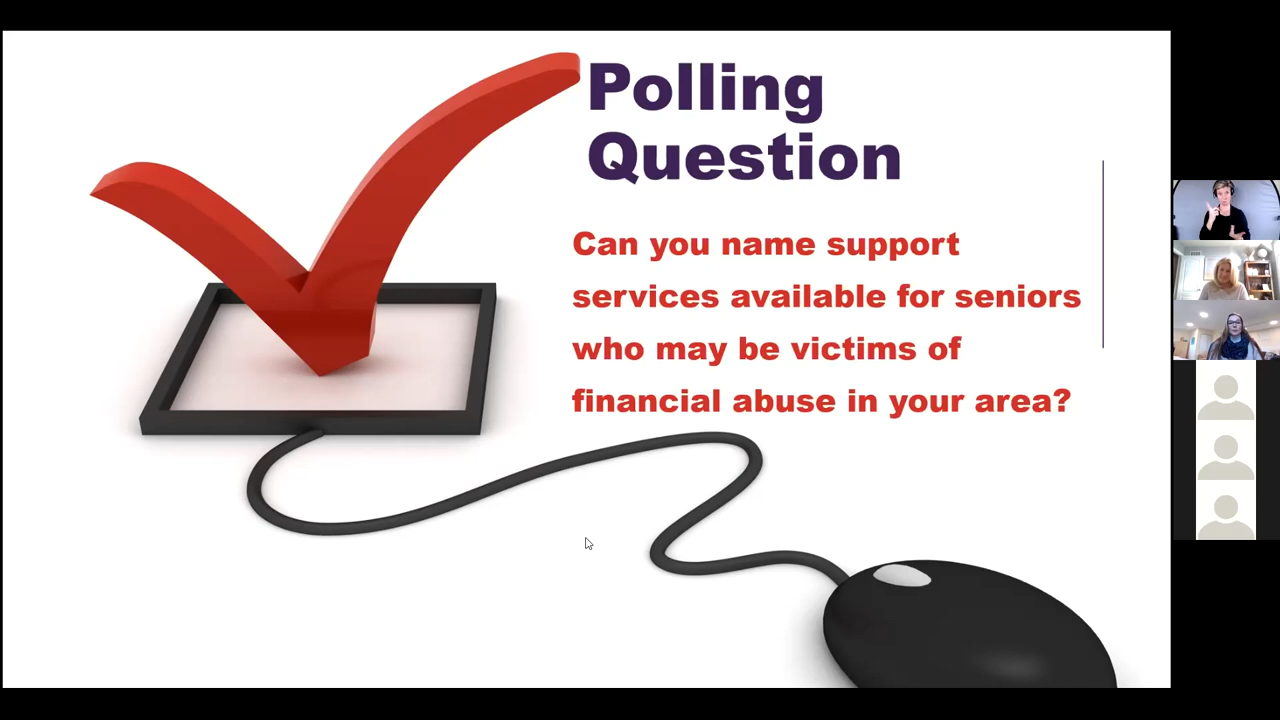 Polling
Question
Can you name support
services available for seniors
who may be victims of
financial abuse in your area?